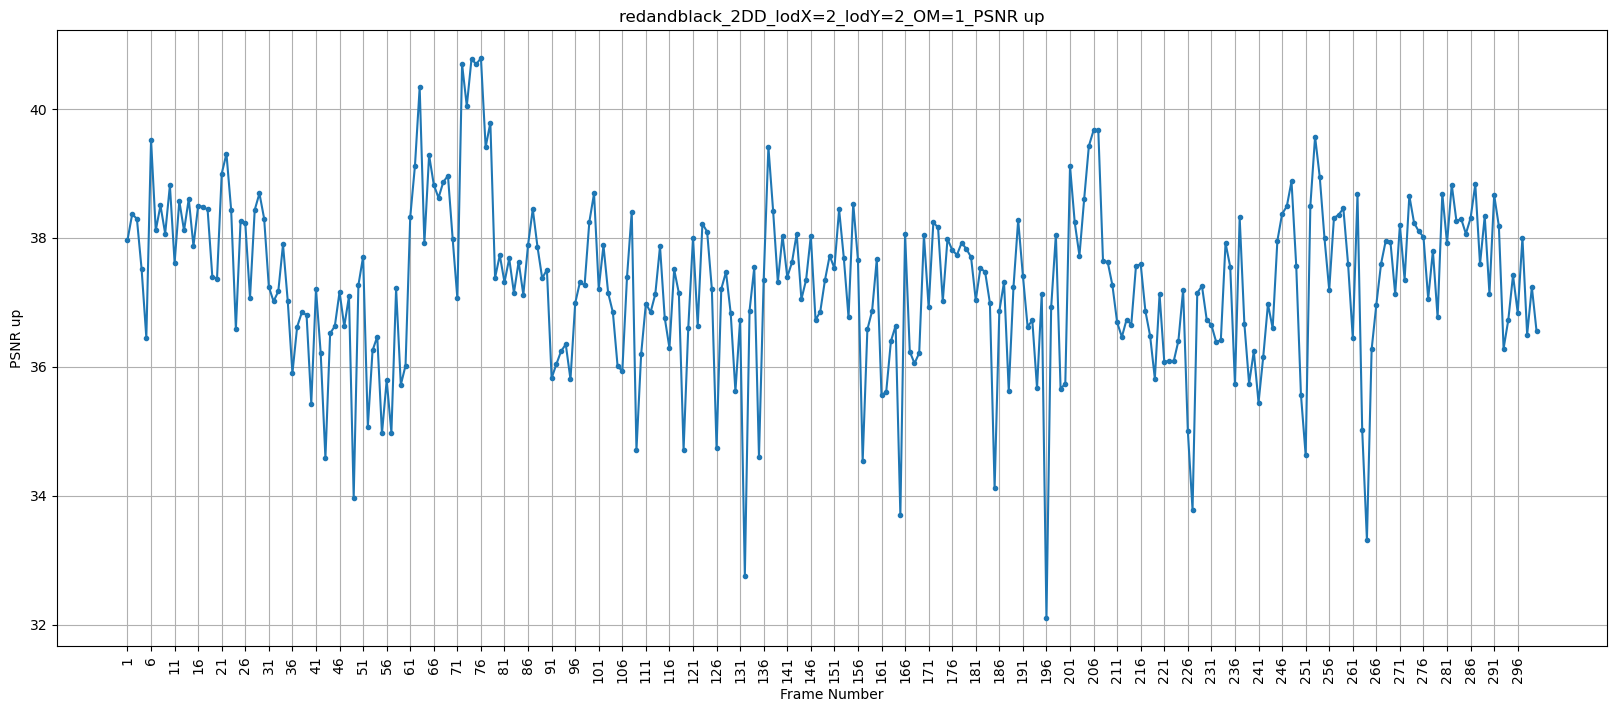 redandblack_2DD_lodX=2_lodY=2_OM=1_PSNR up
PSNR up
40
38
36
34
32
1 6 11 16 21 26 31 36 41 46 51 56 61 66 71 76 81 86 91 96 101 106 111 116 121 126 131 136 141 146 151 156 161 166 171 176 181 186 191 196 201 206 211 216 221 226 231 236 241 246 251 256 261 266 271 276 281 286 291 296
Frame Number